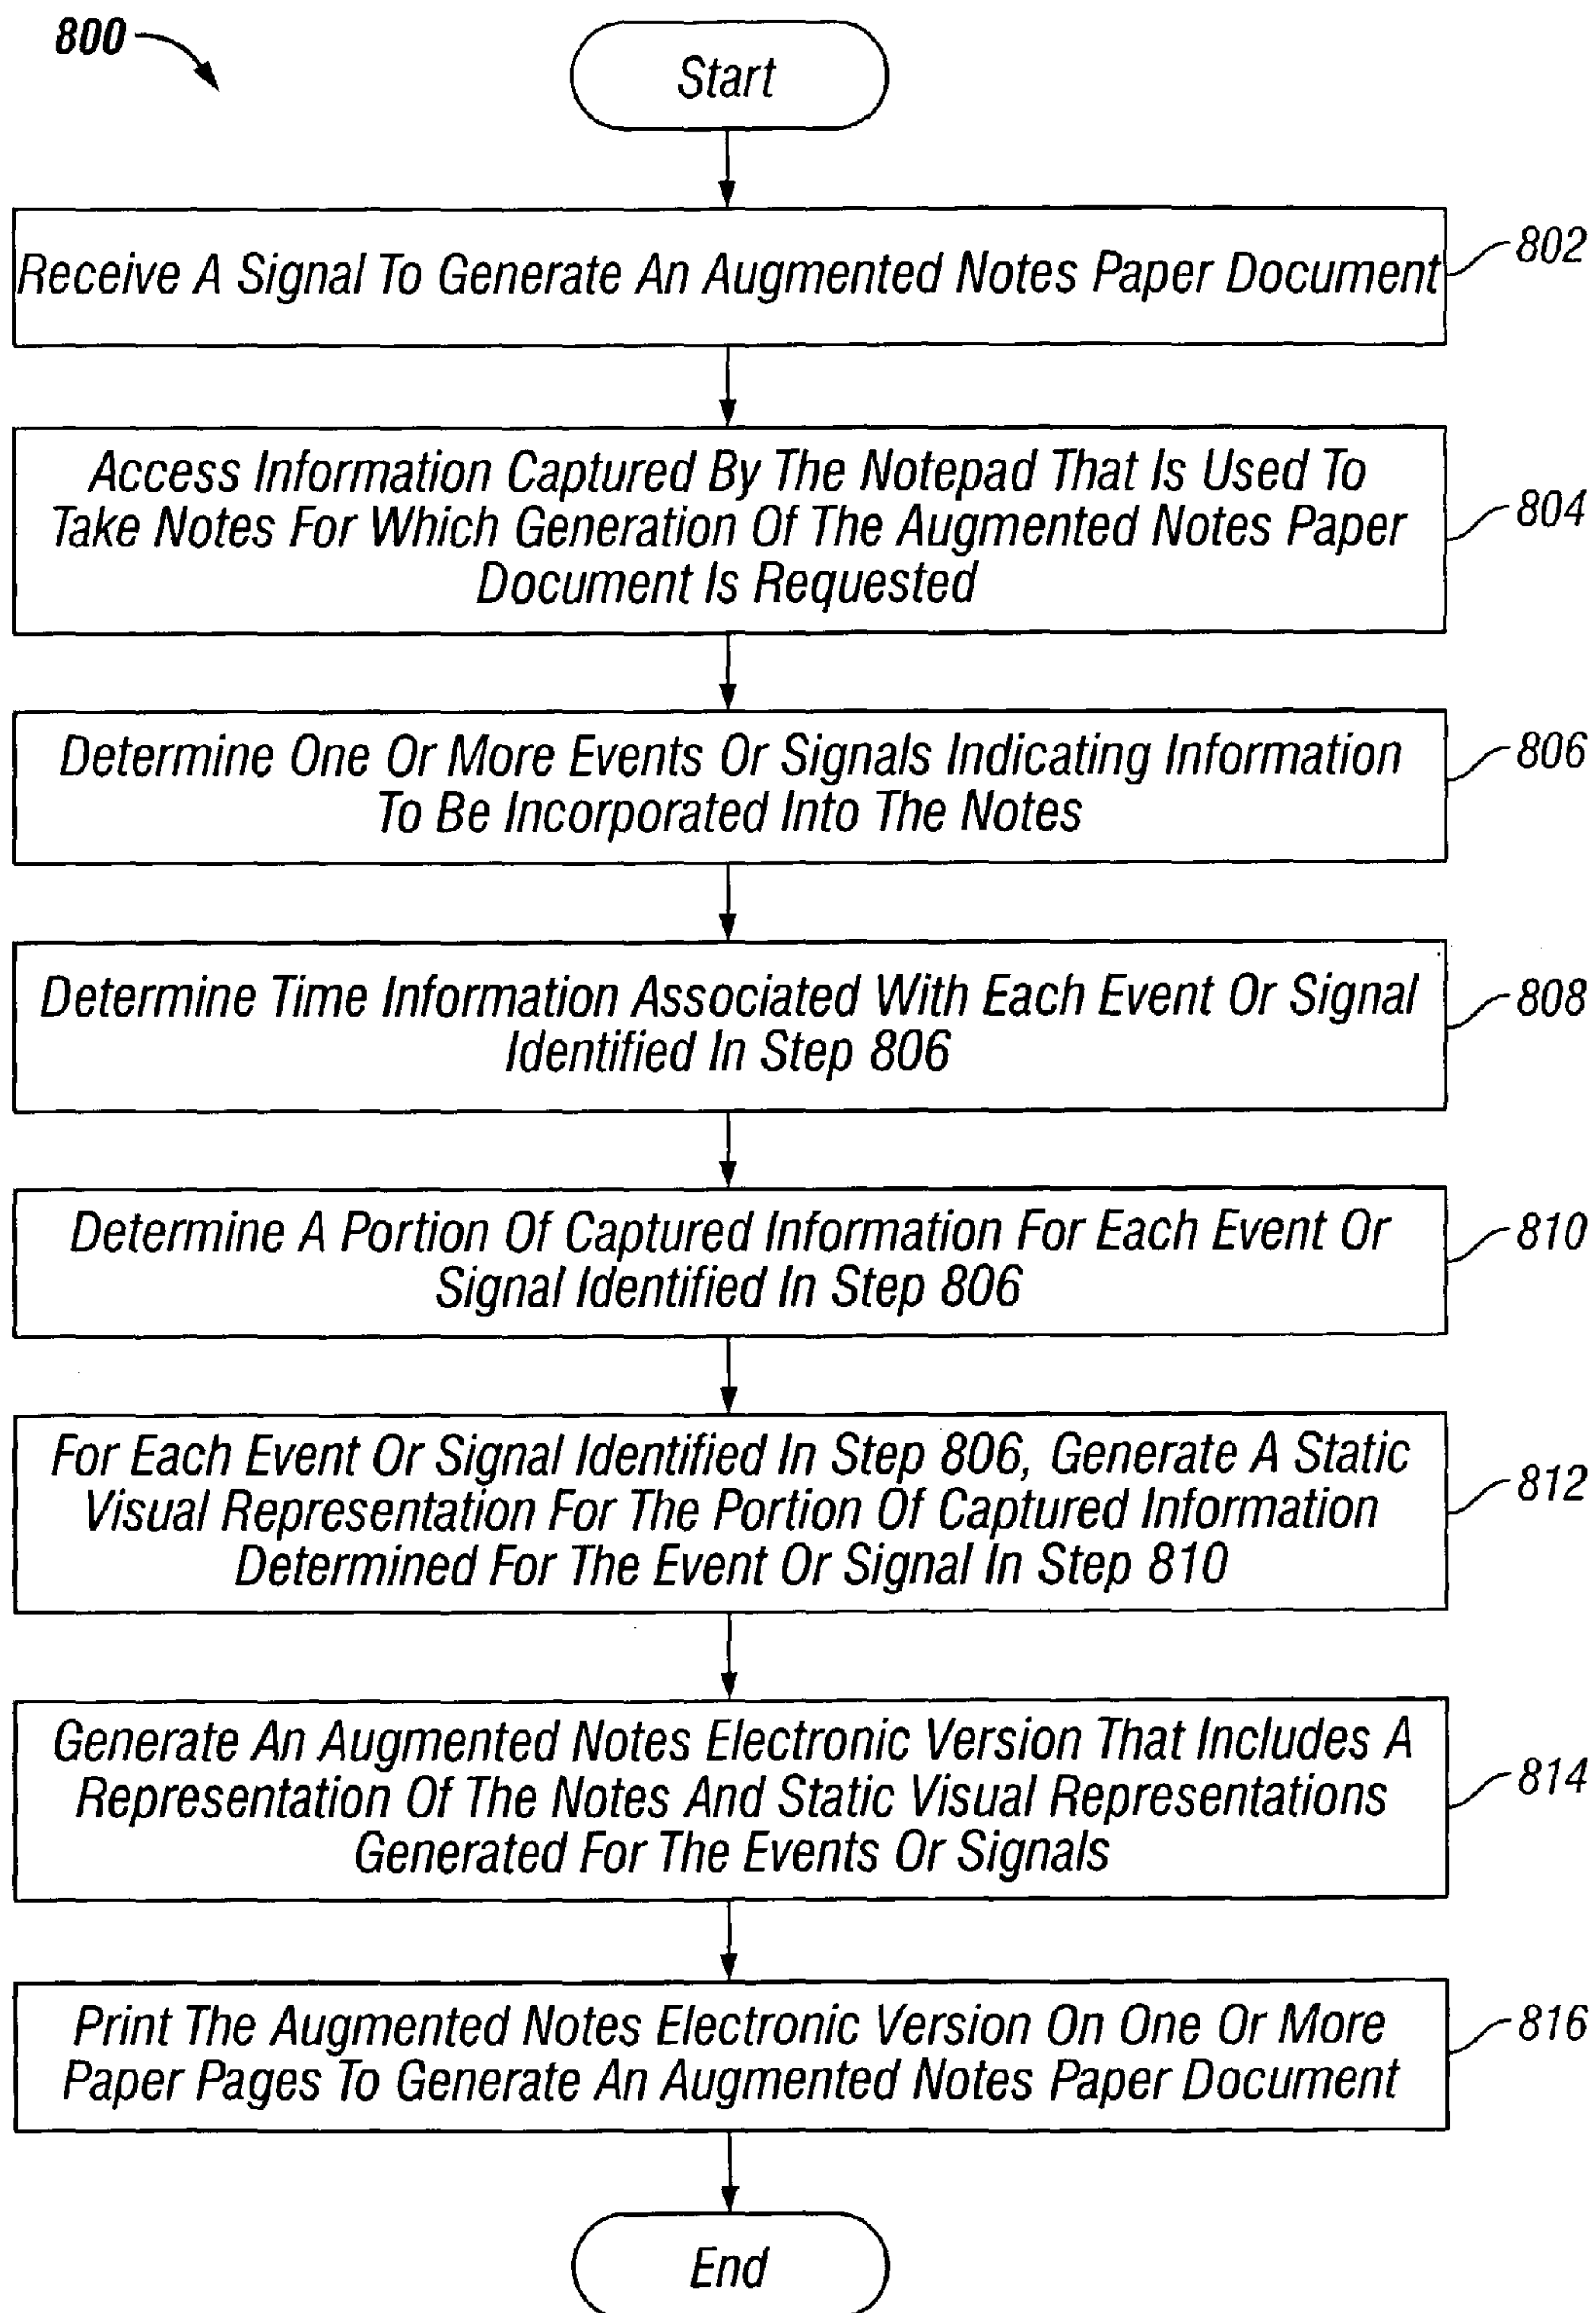 800
Start
Receive A Signal To Generate An Augmented Notes Paper Document
802
Access Information Captured By The Notepad That Is Used To
Take Notes For Which Generation Of The Augmented Notes Paper
Document Is Requested
804
Determine One Or More Events Or Signals Indicating Information
To Be Incorporated Into The Notes
806
Determine Time Information Associated With Each Event Or Signal
Identified In Step 806
808
Determine A Portion Of Captured Information For Each Event Or
Signal Identified In Step 806
810
For Each Event Or Signal Identified In Step 806, Generate A Static
Visual Representation For The Portion Of Captured Information
Determined For The Event Or Signal In Step 810
812
Generate An Augmented Notes Electronic Version That Includes A
Representation Of The Notes And Static Visual Representations
Generated For The Events Or Signals
814
Print The Augmented Notes Electronic Version On One Or More
Paper Pages To Generate An Augmented Notes Paper Document
816
End